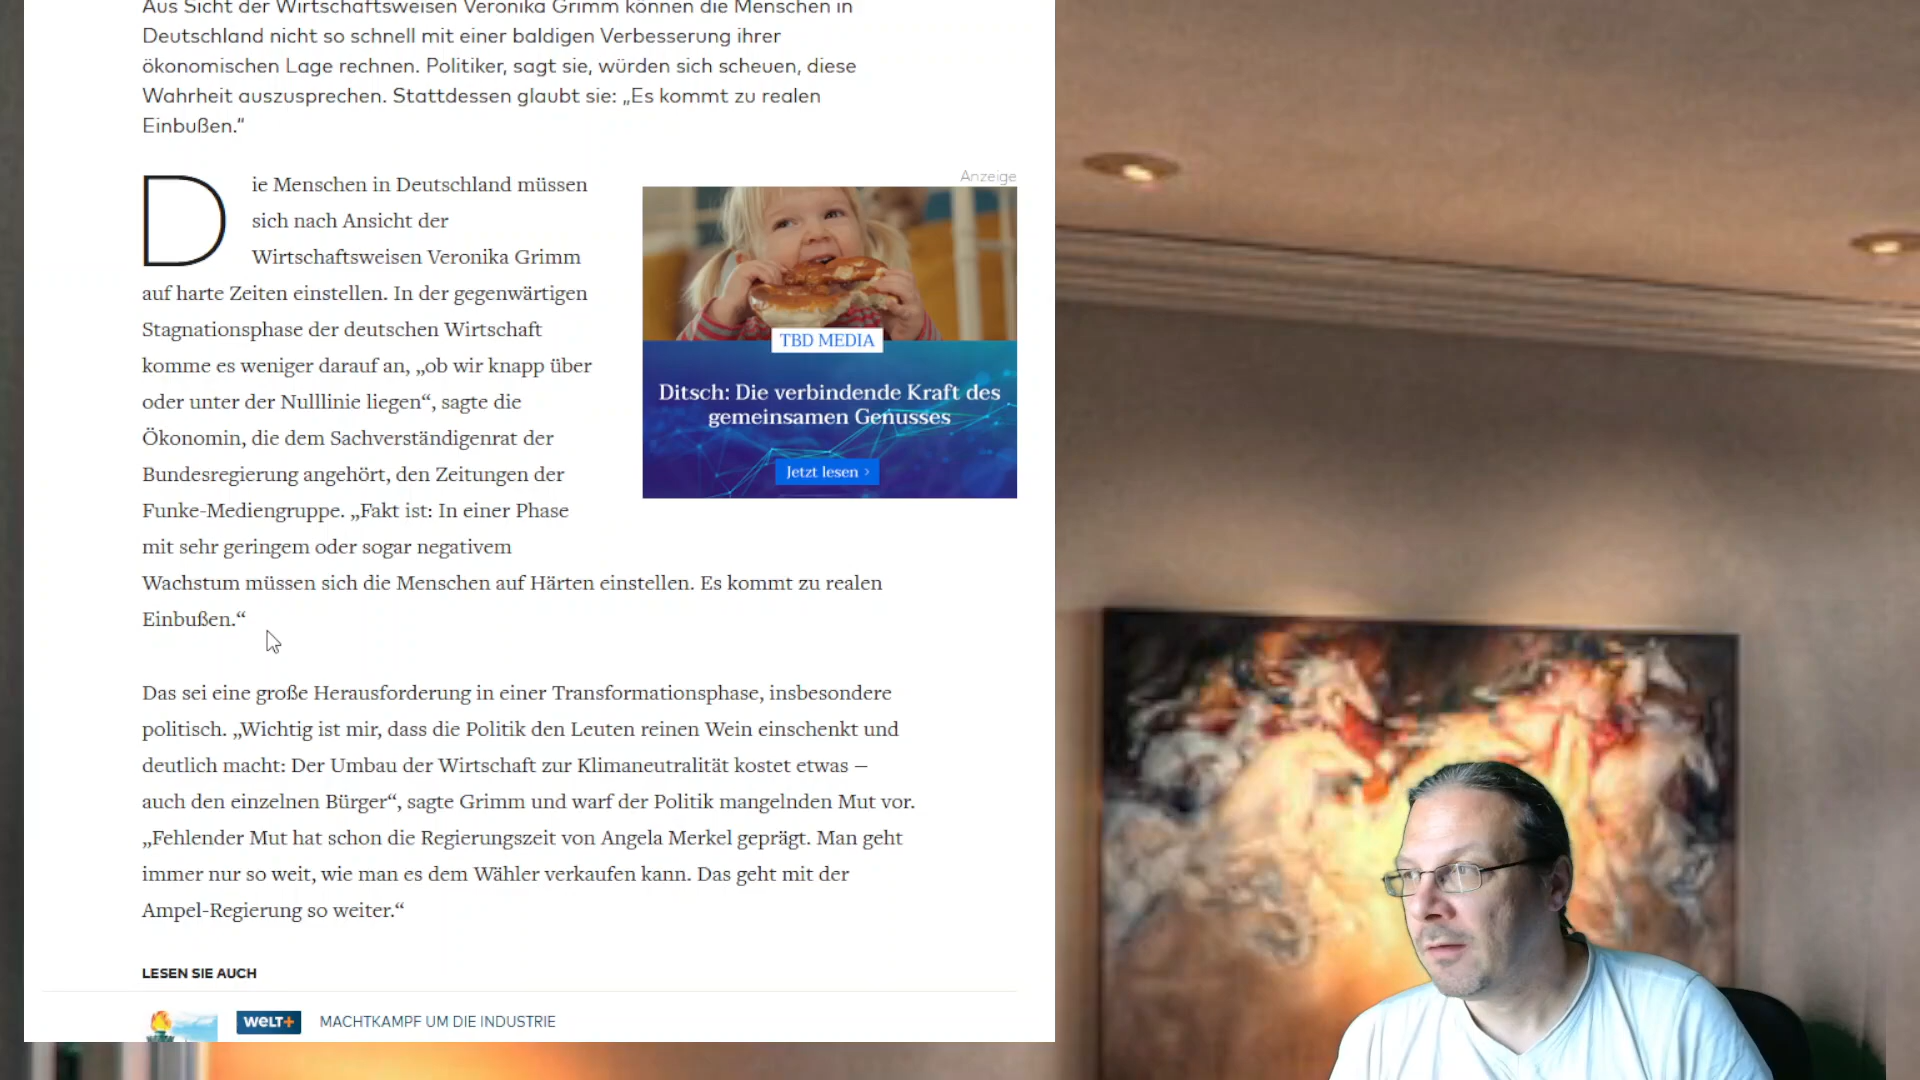 Aus Sicht der Wirtschaftsweisen Veronika Grimm können die Menschen in
Deutschland nicht so schnell mit einer baldigen Verbesserung ihrer
ökonomischen Lage rechnen. Politiker, sagt sie, würden sich scheuen, diese
Wahrheit auszusprechen. Stattdessen glaubt sie: „Es kommt zu realen
Einbußen.“
Die Menschen in Deutschland müssen
sich nach Ansicht der
Wirtschaftsweisen Veronika Grimm
auf harte Zeiten einstellen. In der gegenwärtigen
Stagnationsphase der deutschen Wirtschaft
komme es weniger darauf an, „ob wir knapp über
oder unter der Nulllinie liegen“, sagte die
Ökonomin, die dem Sachverständigenrat der
Bundesregierung angehört, den Zeitungen der
Funke-Mediengruppe. „Fakt ist: In einer Phase
mit sehr geringem oder sogar negativem
Wachstum müssen sich die Menschen auf Härten einstellen. Es kommt zu realen
Einbußen.“
Anzeige
TBD MEDIA
Ditsch: Die verbindende Kraft des
gemeinsamen Genusses
Jetzt lesen ›
Das sei eine große Herausforderung in einer Transformationsphase, insbesondere
politisch. „Wichtig ist mir, dass die Politik den Leuten reinen Wein einschenkt und
deutlich macht: Der Umbau der Wirtschaft zur Klimaneutralität kostet etwas –
auch den einzelnen Bürger“, sagte Grimm und warf der Politik mangelnden Mut vor.
„Fehlender Mut hat schon die Regierungszeit von Angela Merkel geprägt. Man geht
immer nur so weit, wie man es dem Wähler verkaufen kann. Das geht mit der
Ampel-Regierung so weiter.“
LESEN SIE AUCH
WELT+ MACHTKAMPF UM DIE INDUSTRIE